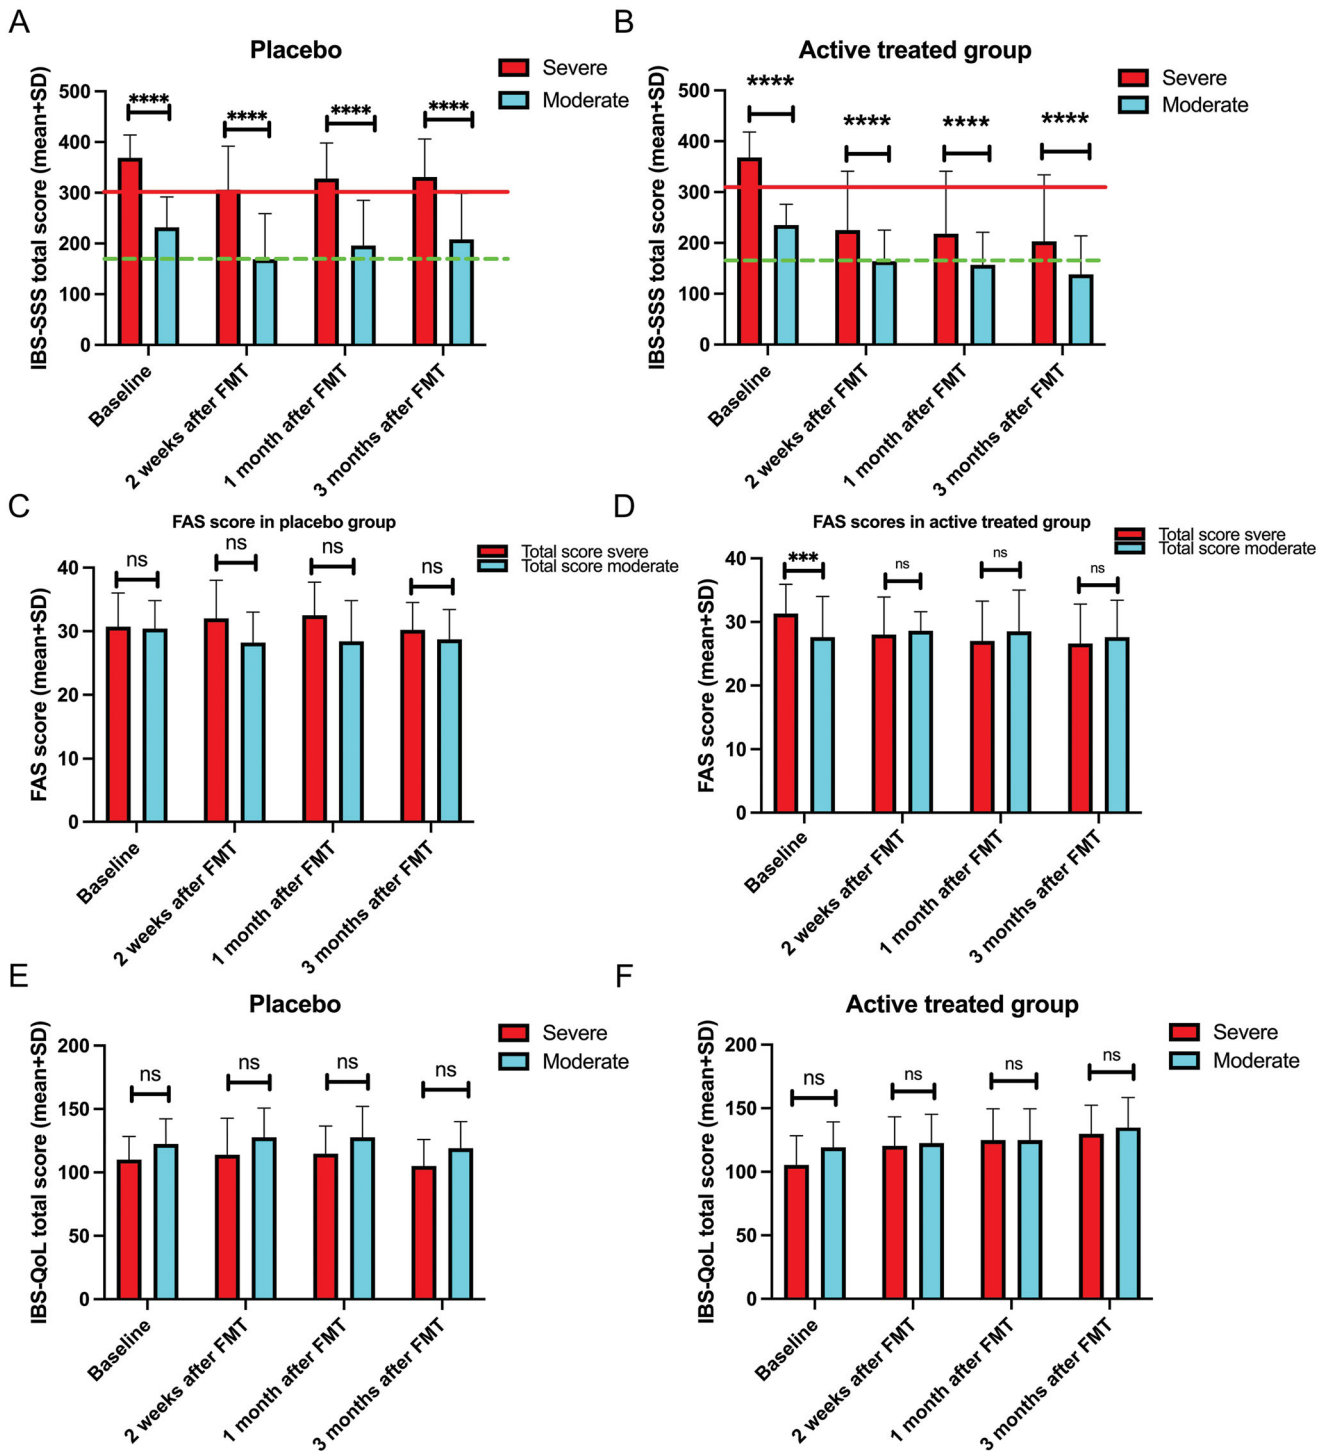 A
Placebo
Severe
Moderate
IBS-SSS total score (mean+SD)
500
400
300
200
100
0
****
****
****
****
Baseline
2 weeks after FMT
1 month after FMT
3 months after FMT
B
Active treated group
Severe
Moderate
IBS-SSS total score (mean+SD)
500
400
300
200
100
0
****
****
****
****
Baseline
2 weeks after FMT
1 month after FMT
3 months after FMT
C
FAS score in placebo group
Total score svere
Total score moderate
FAS score (mean+SD)
40
30
20
10
0
ns
ns
ns
ns
Baseline
2 weeks after FMT
1 month after FMT
3 months after FMT
D
FAS scores in active treated group
Total score svere
Total score moderate
FAS score (mean+SD)
40
30
20
10
0
***
ns
ns
ns
Baseline
2 weeks after FMT
1 month after FMT
3 months after FMT
E
Placebo
Severe
Moderate
IBS-QoL total score (mean+SD)
200
150
100
50
0
ns
ns
ns
ns
Baseline
2 weeks after FMT
1 month after FMT
3 months after FMT
F
Active treated group
Severe
Moderate
IBS-QoL total score (mean+SD)
200
150
100
50
0
ns
ns
ns
ns
Baseline
2 weeks after FMT
1 month after FMT
3 months after FMT